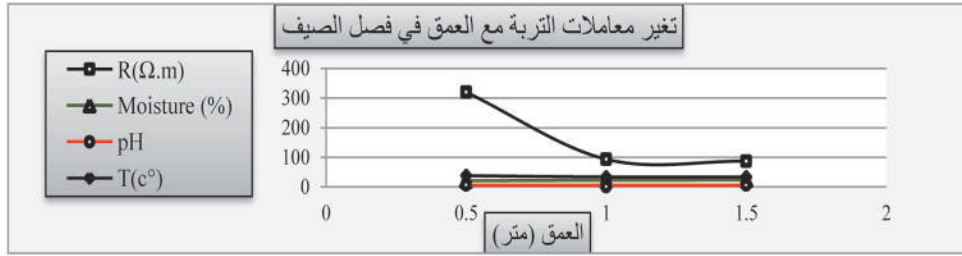 تغير معاملات التربة مع العمق في فصل الصيف
R(Ω.m)
Moisture (%)
pH
T(c°)
400
300
200
100
0
0 0.5 1 1.5 2
العمق (متر)